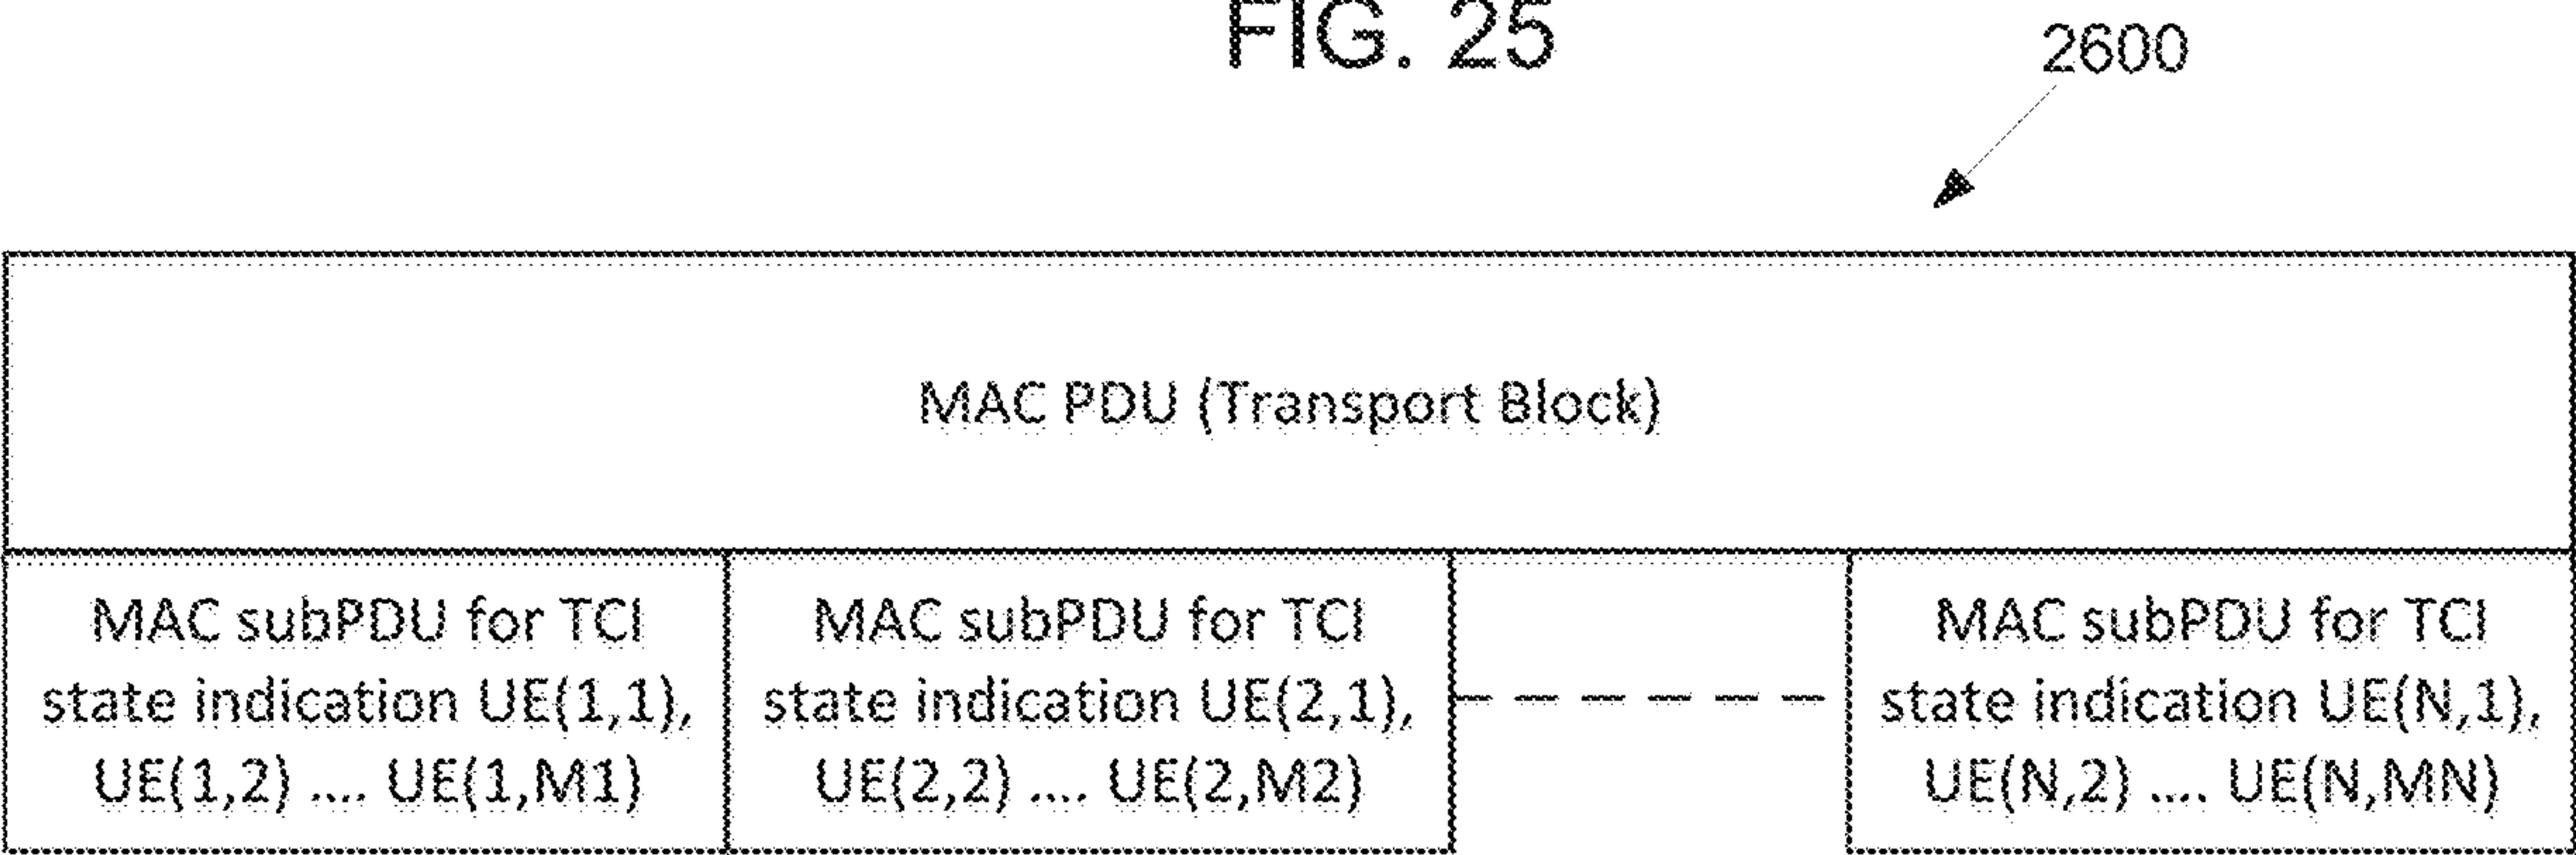 FIG. 25
2600
MAC PDU (Transport Block)
MAC subPDU for TCI
state indication UE(1,1),
UE(1,2) .... UE(1,M1)
MAC subPDU for TCI
state indication UE(2,1),
UE(2,2) .... UE(2,M2)
MAC subPDU for TCI
state indication UE(N,1),
UE(N,2) .... UE(N,MN)